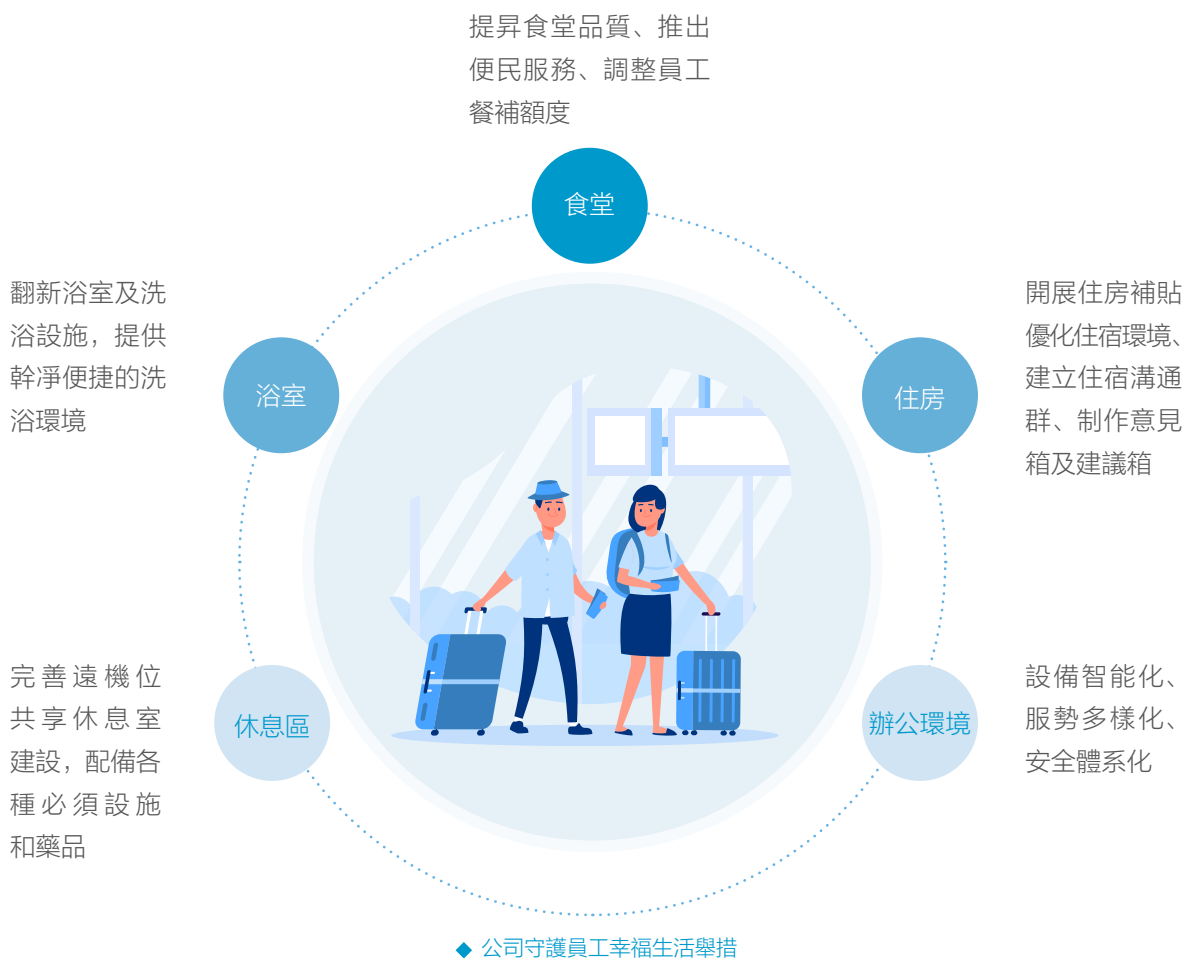 提昇食堂品質、推出
便民服務、調整員工
餐補額度
食堂
翻新浴室及洗
浴設施，提供
幹凈便捷的洗
浴環境
浴室
開展住房補貼
優化住宿環境、
建立住宿溝通
群、制作意見
箱及建議箱
住房
完善遠機位
共享休息室
建設，配備各
種必須設施
和藥品
休息區
設備智能化、
服勢多樣化、
安全體系化
辦公環境
◆ 公司守護員工幸福生活舉措